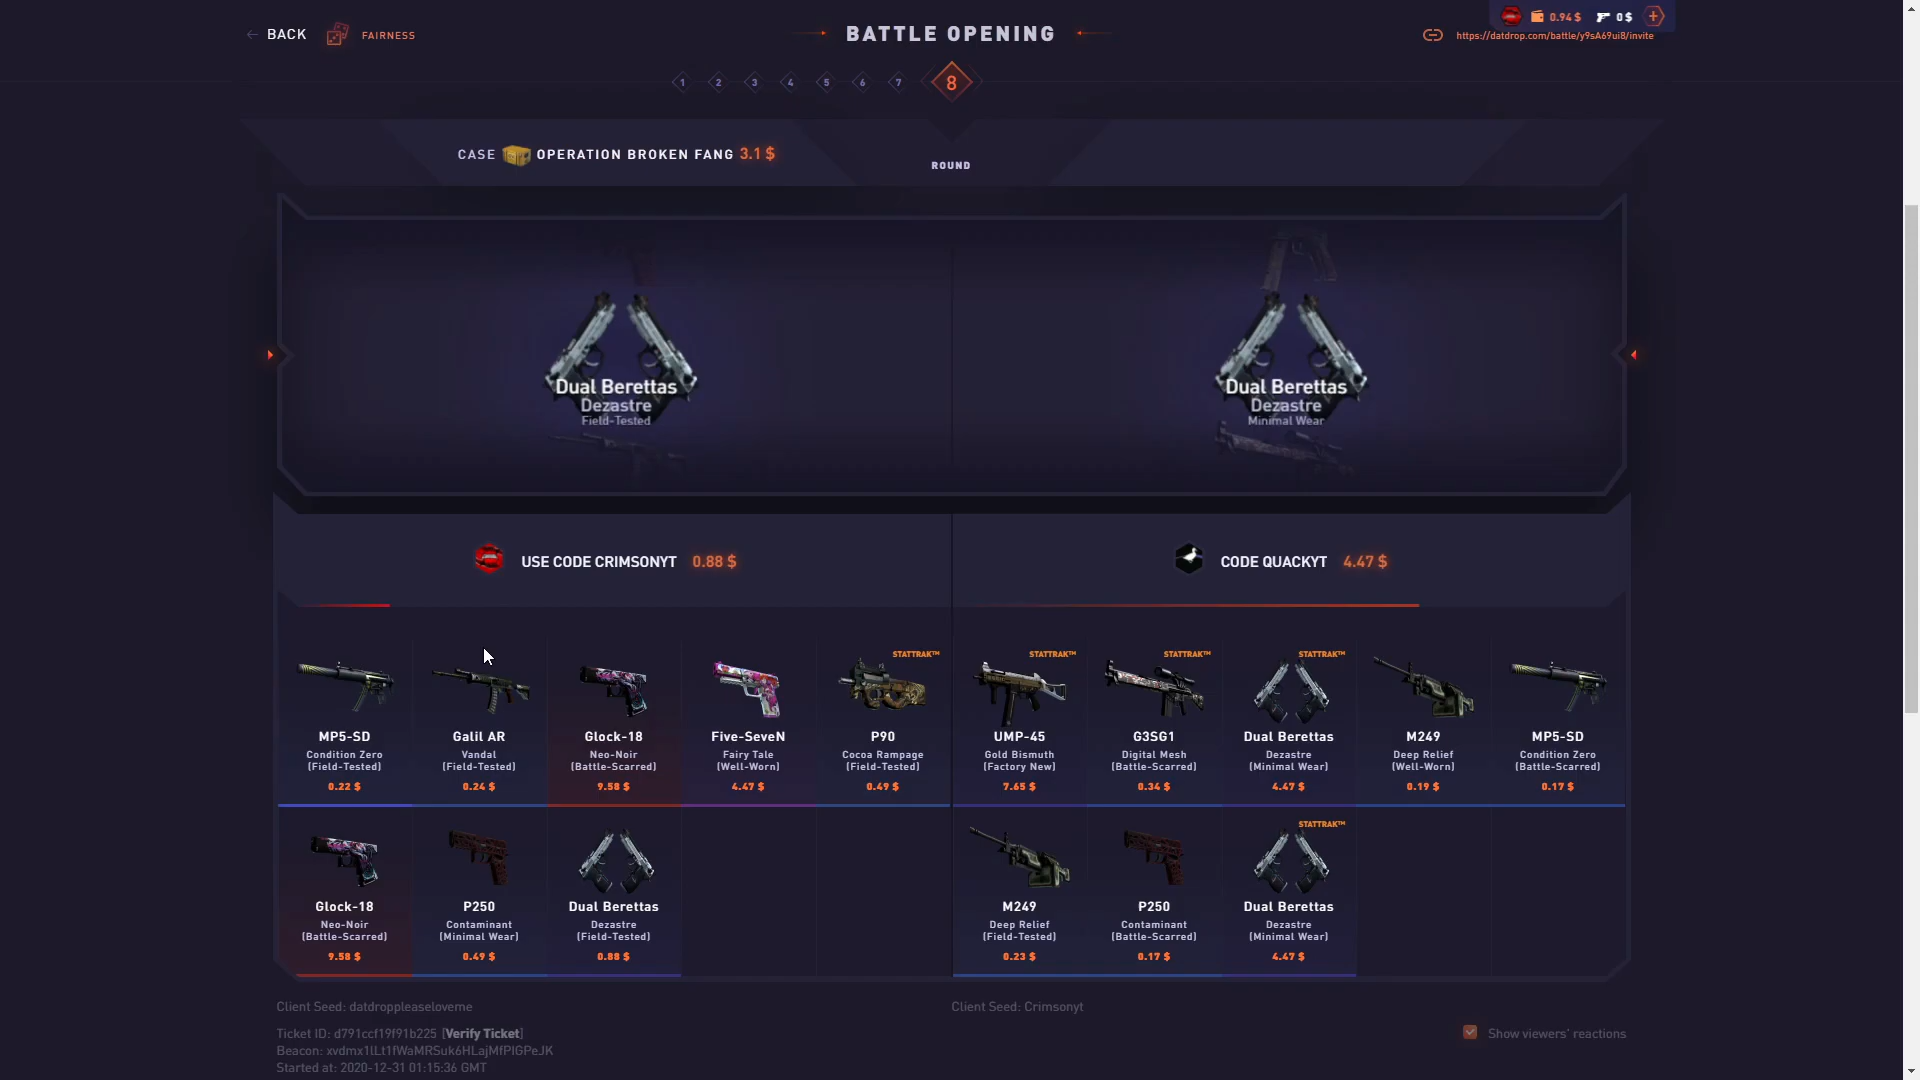 BACK
FAIRNESS
BATTLE OPENING
0.94 $
0 $
https://datdrop.com/battle/y9sA69ui8/invite
1 2 3 4 5 6 7 8
CASE OPERATION BROKEN FANG 3.1 $
ROUND
Dual Berettas
Dezastre
Field-Tested
Dual Berettas
Dezastre
Minimal Wear
USE CODE CRIMSONYT 0.88 $
CODE QUACKYT 4.47 $
MP5-SD
Condition Zero
(Field-Tested)
0.22 $
Galil AR
Vandal
(Field-Tested)
0.24 $
Glock-18
Neo-Noir
(Battle-Scarred)
9.58 $
Five-SeveN
Fairy Tale
(Well-Worn)
4.47 $
STATTRAK™
P90
Cocoa Rampage
(Field-Tested)
0.49 $
STATTRAK™
UMP-45
Gold Bismuth
(Factory New)
7.65 $
STATTRAK™
G3SG1
Digital Mesh
(Battle-Scarred)
0.34 $
STATTRAK™
Dual Berettas
Dezastre
(Minimal Wear)
4.47 $
M249
Deep Relief
(Well-Worn)
0.19 $
MP5-SD
Condition Zero
(Battle-Scarred)
0.17 $
Glock-18
Neo-Noir
(Battle-Scarred)
9.58 $
P250
Contaminant
(Minimal Wear)
0.49 $
Dual Berettas
Dezastre
(Field-Tested)
0.88 $
M249
Deep Relief
(Field-Tested)
0.23 $
P250
Contaminant
(Battle-Scarred)
0.17 $
STATTRAK™
Dual Berettas
Dezastre
(Minimal Wear)
4.47 $
Client Seed: datdroppleaseloveme
Client Seed: Crimsonyt
Ticket ID: d791ccf19f91b225 [Verify Ticket]
Show viewers' reactions
Beacon: xvdmx1lLt1fWaMRSuk6HLajMfPIGPeJK
Started at: 2020-12-31 01:15:36 GMT